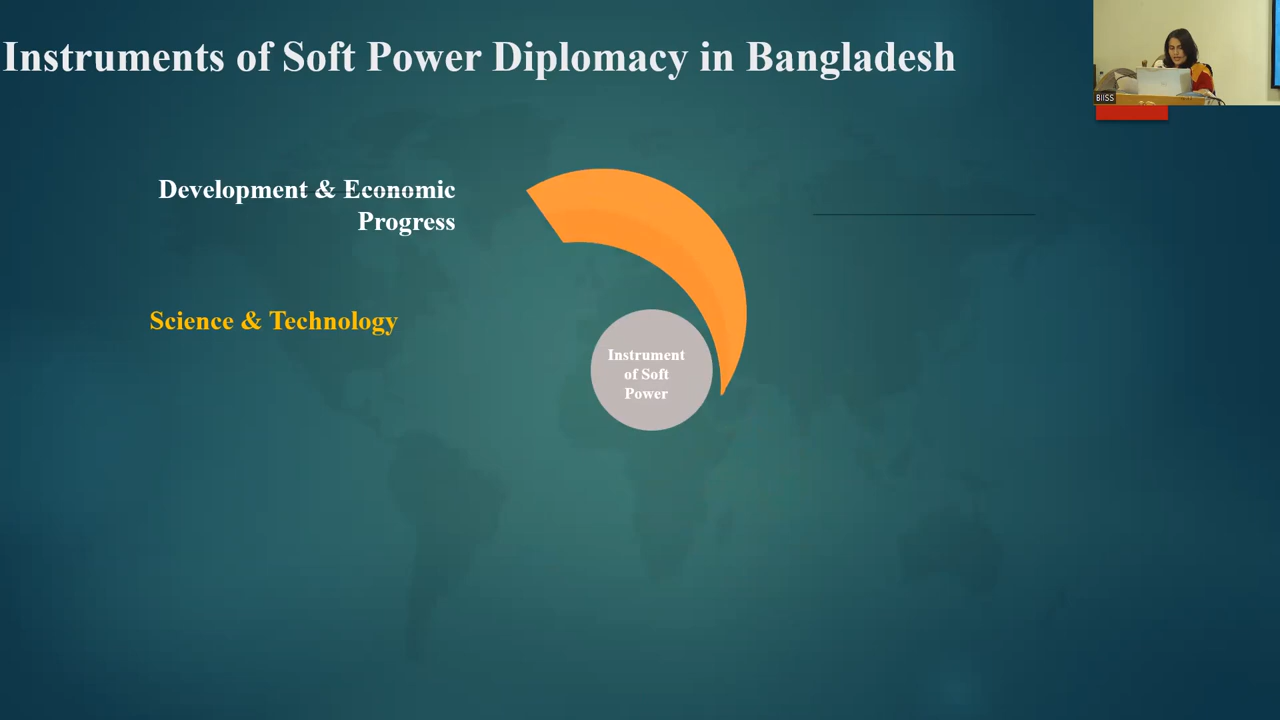 Instruments of Soft Power Diplomacy in Bangladesh
BIISS
Development & Economic
Progress
Science & Technology
Instrument
of Soft
Power